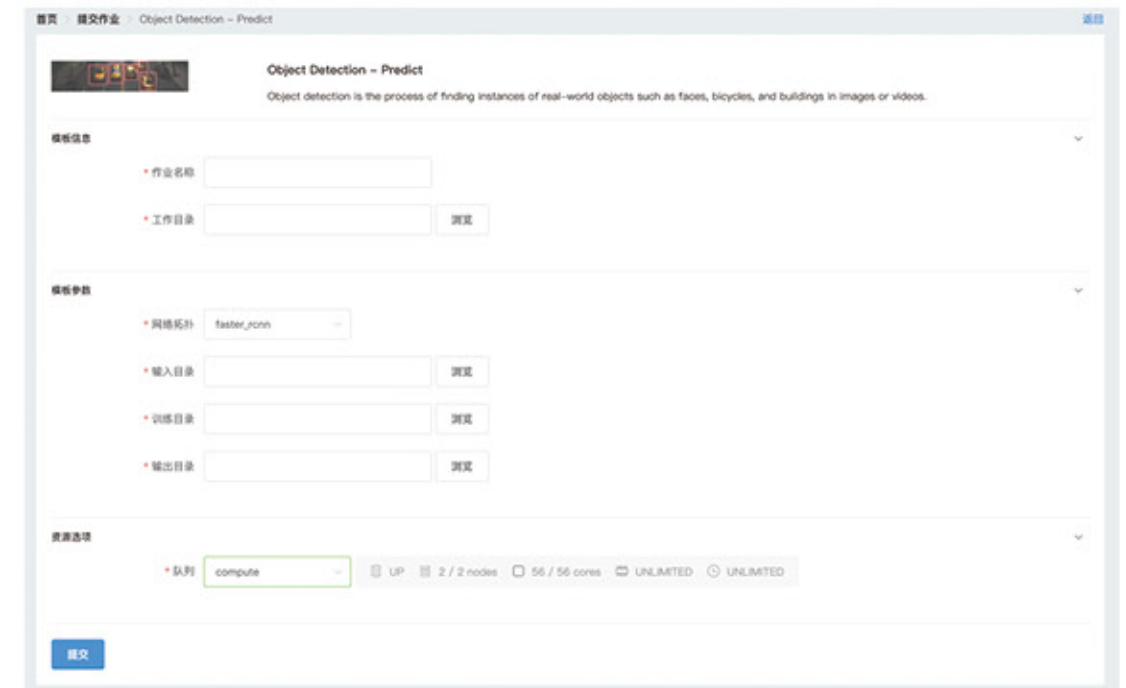 首页 > 提交作业 > Object Detection – Predict 返回
Object Detection – Predict
Object detection is the process of finding instances of real-world objects such as faces, bicycles, and buildings in images or videos.
模板信息
* 作业名称
* 工作目录 浏览
模板参数
* 网络拓扑 faster_rcnn
* 输入目录 浏览
* 训练目录 浏览
* 输出目录 浏览
资源选项
* 队列 compute UP 2 / 2 nodes 56 / 56 cores UNLIMITED UNLIMITED
提交